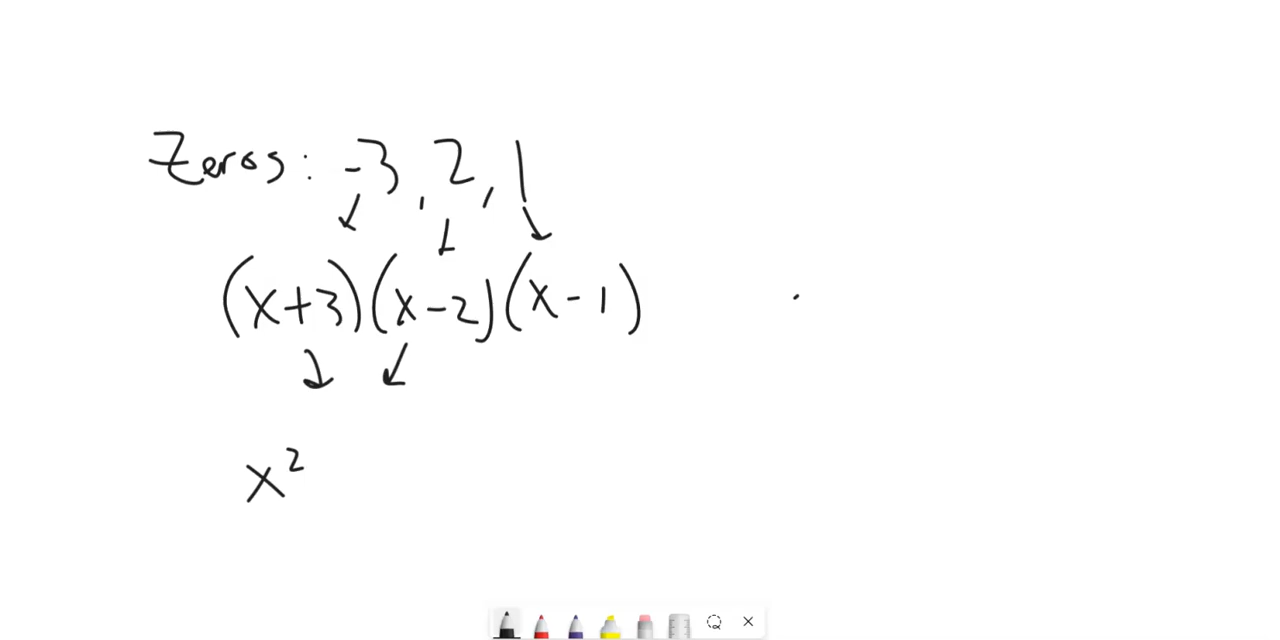 Zeros: -3, 2, 1
(x+3)(x-2)(x-1)
x²